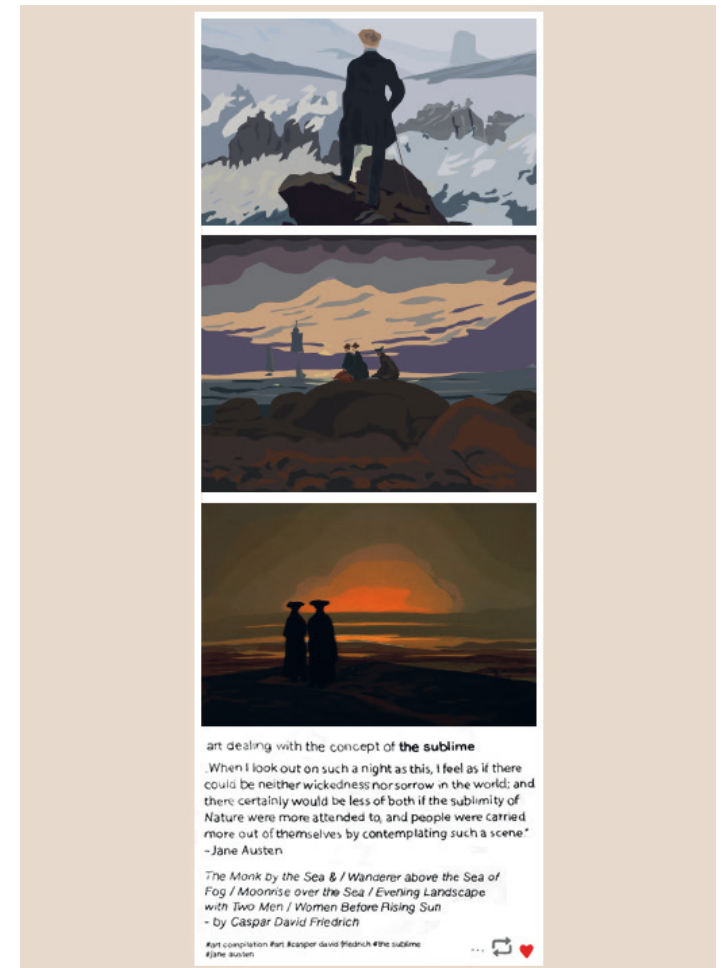 art dealing with the concept of the sublime
"When I look out on such a night as this, I feel as if there
could be neither wickedness nor sorrow in the world; and
there certainly would be less of both if the sublimity of
Nature were more attended to, and people were carried
more out of themselves by contemplating such a scene."
-Jane Austen
The Monk by the Sea & / Wanderer above the Sea of
Fog / Moonrise over the Sea / Evening Landscape
with Two Men / Women Before Rising Sun
- by Caspar David Friedrich
#art compilation #art #casper david friedrich #the sublime
#jane austen